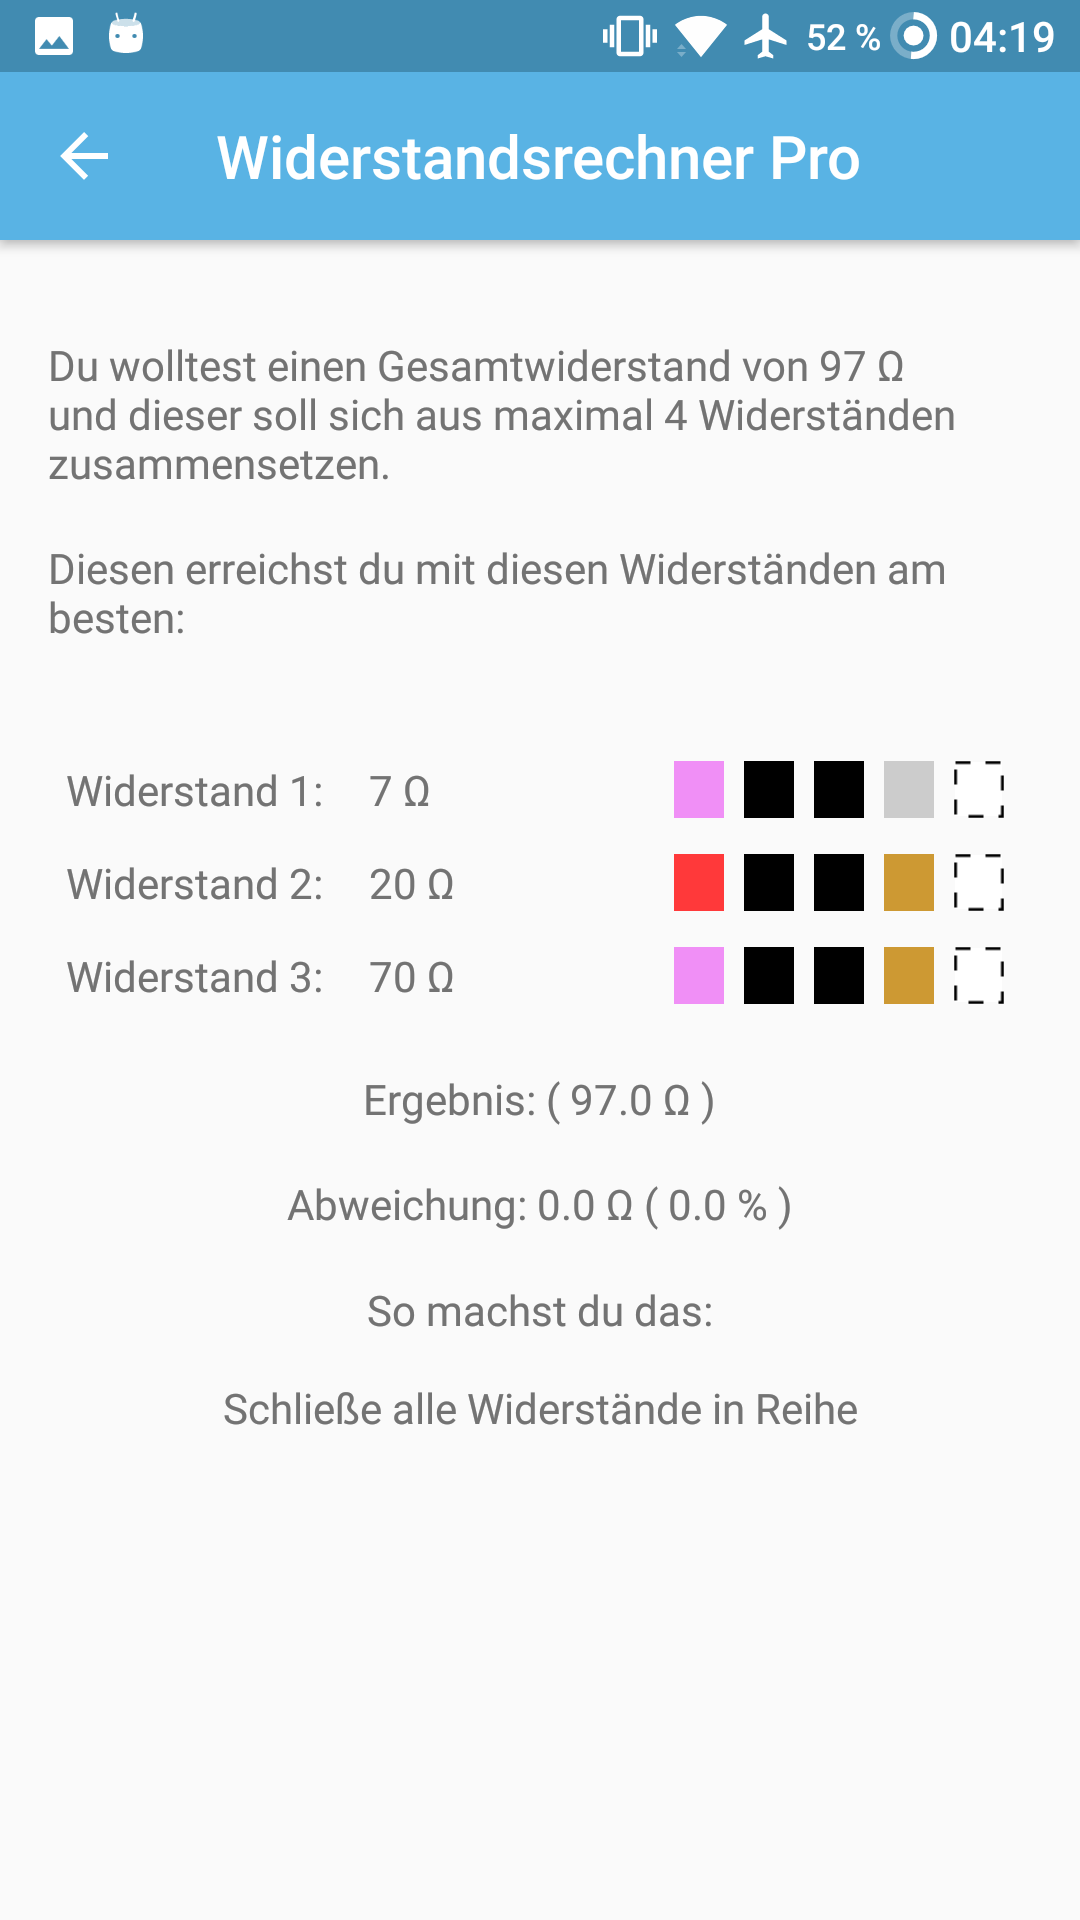 52 % 04:19
Widerstandsrechner Pro
Du wolltest einen Gesamtwiderstand von 97 Ω
und dieser soll sich aus maximal 4 Widerständen
zusammensetzen.
Diesen erreichst du mit diesen Widerständen am
besten:
Widerstand 1: 7 Ω
Widerstand 2: 20 Ω
Widerstand 3: 70 Ω
Ergebnis: ( 97.0 Ω )
Abweichung: 0.0 Ω ( 0.0 % )
So machst du das:
Schließe alle Widerstände in Reihe